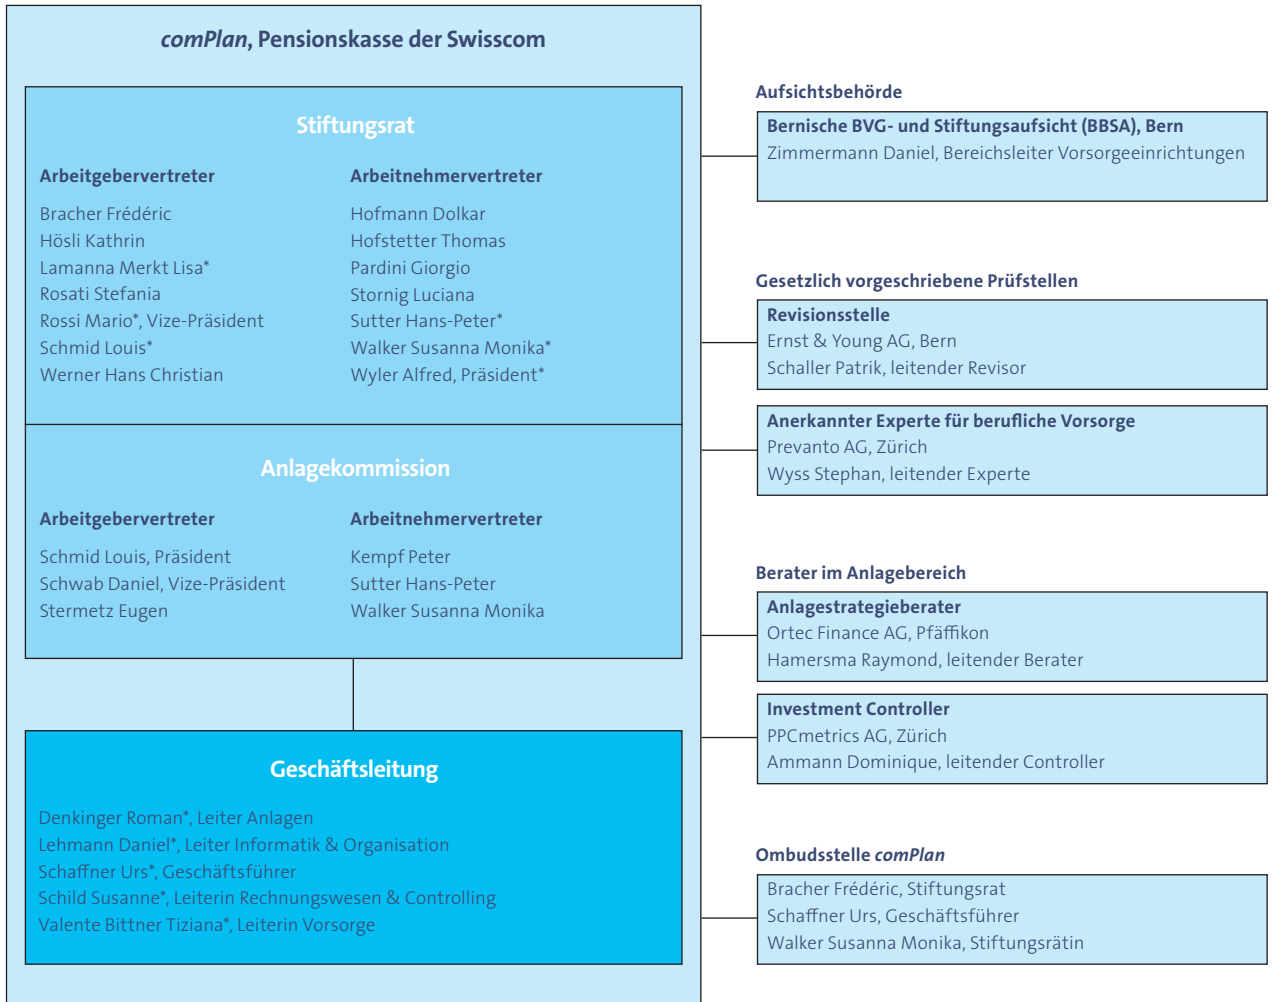 comPlan, Pensionskasse der Swisscom
Stiftungsrat
Arbeitgebervertreter
Bracher Frédéric
Hösli Kathrin
Lamanna Merkt Lisa*
Rosati Stefania
Rossi Mario*, Vize-Präsident
Schmid Louis*
Werner Hans Christian
Arbeitnehmervertreter
Hofmann Dolkar
Hofstetter Thomas
Pardini Giorgio
Stornig Luciana
Sutter Hans-Peter*
Walker Susanna Monika*
Wyler Alfred, Präsident*
Anlagekommission
Arbeitgebervertreter
Schmid Louis, Präsident
Schwab Daniel, Vize-Präsident
Stermetz Eugen
Arbeitnehmervertreter
Kempf Peter
Sutter Hans-Peter
Walker Susanna Monika
Geschäftsleitung
Denkinger Roman*, Leiter Anlagen
Lehmann Daniel*, Leiter Informatik & Organisation
Schaffner Urs*, Geschäftsführer
Schild Susanne*, Leiterin Rechnungswesen & Controlling
Valente Bittner Tiziana*, Leiterin Vorsorge
Aufsichtsbehörde
Bernische BVG- und Stiftungsaufsicht (BBSA), Bern
Zimmermann Daniel, Bereichsleiter Vorsorgeeinrichtungen
Gesetzlich vorgeschriebene Prüfstellen
Revisionsstelle
Ernst & Young AG, Bern
Schaller Patrik, leitender Revisor
Anerkannter Experte für berufliche Vorsorge
Prevanto AG, Zürich
Wyss Stephan, leitender Experte
Berater im Anlagebereich
Anlagestrategieberater
Ortec Finance AG, Pfäffikon
Hamersma Raymond, leitender Berater
Investment Controller
PPCmetrics AG, Zürich
Ammann Dominique, leitender Controller
Ombudsstelle comPlan
Bracher Frédéric, Stiftungsrat
Schaffner Urs, Geschäftsführer
Walker Susanna Monika, Stiftungsrätin